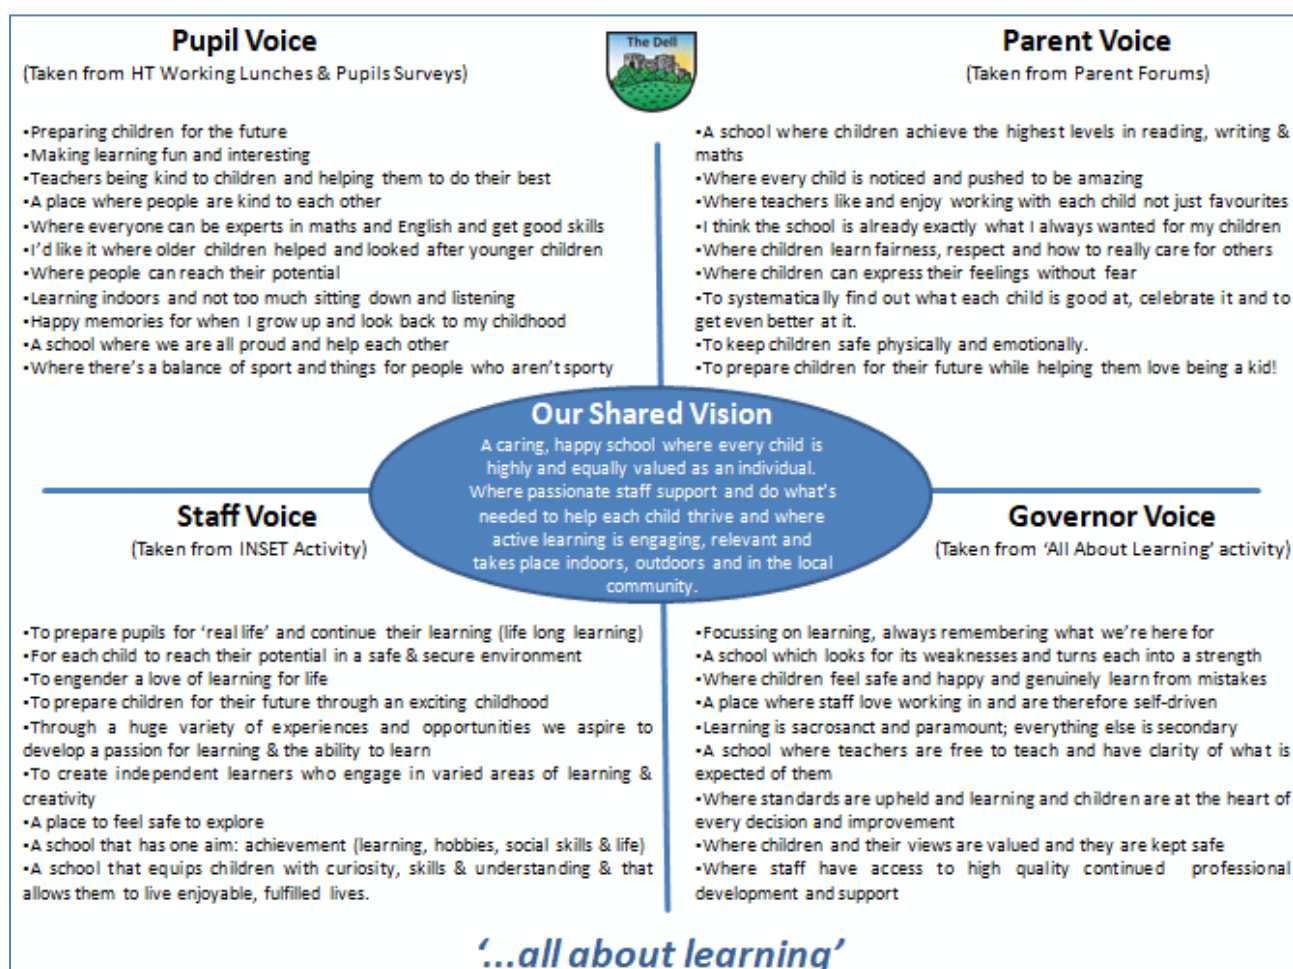 Pupil Voice
(Taken from HT Working Lunches & Pupils Surveys)
•Preparing children for the future
•Making learning fun and interesting
•Teachers being kind to children and helping them to do their best
•A place where people are kind to each other
•Where everyone can be experts in maths and English and get good skills
•I'd like it where older children helped and looked after younger children
•Where people can reach their potential
•Learning indoors and not too much sitting down and listening
•Happy memories for when I grow up and look back to my childhood
•A school where we are all proud and help each other
•Where there's a balance of sport and things for people who aren't sporty
The Dell
Parent Voice
(Taken from Parent Forums)
•A school where children achieve the highest levels in reading, writing &
maths
•Where every child is noticed and pushed to be amazing
•Where teachers like and enjoy working with each child not just favourites
•I think the school is already exactly what I always wanted for my children
•Where children learn fairness, respect and how to really care for others
•Where children can express their feelings without fear
•To systematically find out what each child is good at, celebrate it and to
get even better at it.
•To keep children safe physically and emotionally.
•To prepare children for their future while helping them love being a kid!
Our Shared Vision
A caring, happy school where every child is
highly and equally valued as an individual.
Where passionate staff support and do what's
needed to help each child thrive and where
active learning is engaging, relevant and
takes place indoors, outdoors and in the local
community.
Staff Voice
(Taken from INSET Activity)
•To prepare pupils for 'real life' and continue their learning (life long learning)
•For each child to reach their potential in a safe & secure environment
•To engender a love of learning for life
•To prepare children for their future through an exciting childhood
•Through a huge variety of experiences and opportunities we aspire to
develop a passion for learning & the ability to learn
•To create independent learners who engage in varied areas of learning &
creativity
•A place to feel safe to explore
•A school that has one aim: achievement (learning, hobbies, social skills & life)
•A school that equips children with curiosity, skills & understanding & that
allows them to live enjoyable, fulfilled lives.
Governor Voice
(Taken from 'All About Learning' activity)
•Focussing on learning, always remembering what we're here for
•A school which looks for its weaknesses and turns each into a strength
•Where children feel safe and happy and genuinely learn from mistakes
•A place where staff love working in and are therefore self-driven
•Learning is sacrosanct and paramount; everything else is secondary
•A school where teachers are free to teach and have clarity of what is
expected of them
•Where standards are upheld and learning and children are at the heart of
every decision and improvement
•Where children and their views are valued and they are kept safe
•Where staff have access to high quality continued professional
development and support
'...all about learning'